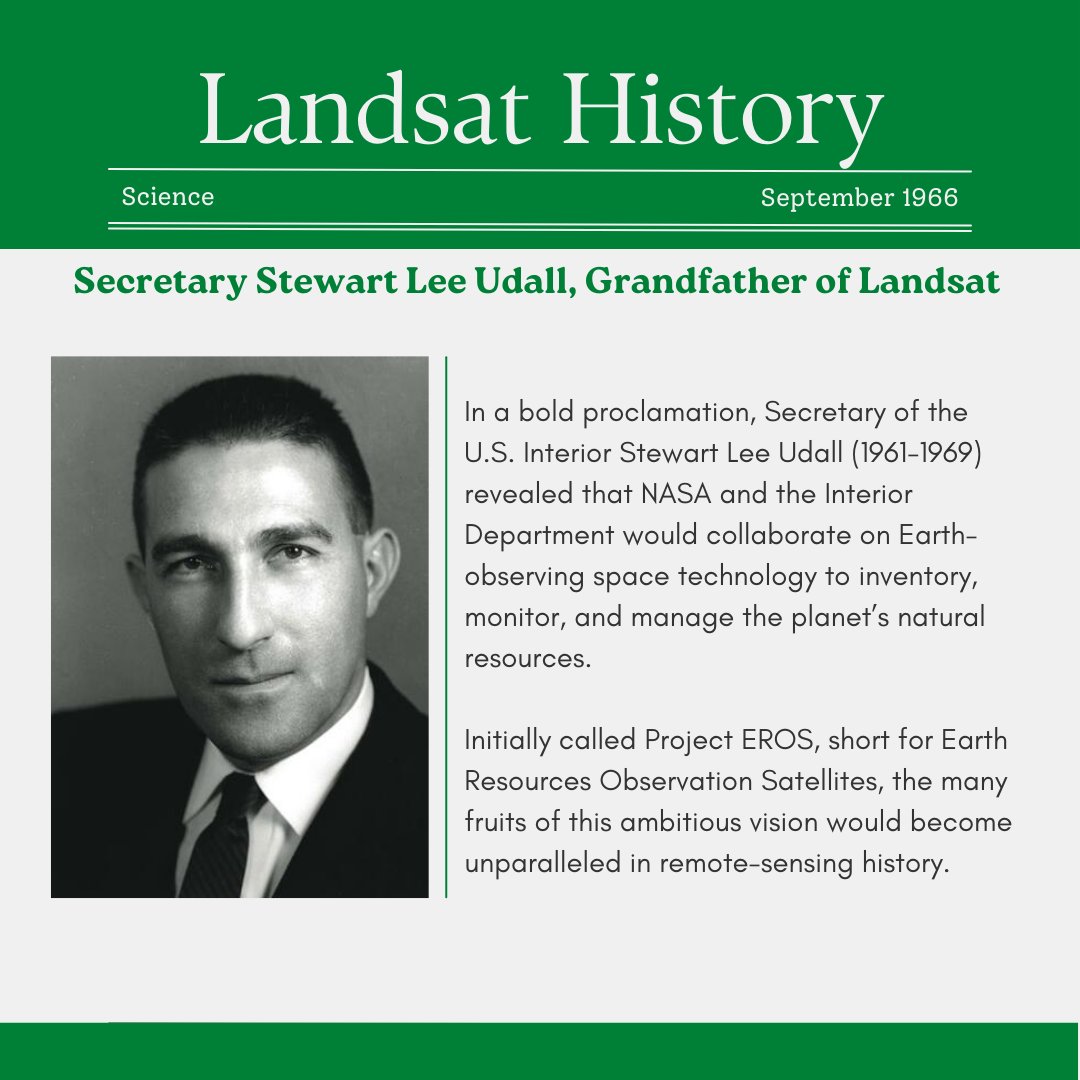 Landsat History
Science
September 1966
Secretary Stewart Lee Udall, Grandfather of Landsat
In a bold proclamation, Secretary of the
U.S. Interior Stewart Lee Udall (1961-1969)
revealed that NASA and the Interior
Department would collaborate on Earth-
observing space technology to inventory,
monitor, and manage the planet’s natural
resources.
Initially called Project EROS, short for Earth
Resources Observation Satellites, the many
fruits of this ambitious vision would become
unparalleled in remote-sensing history.